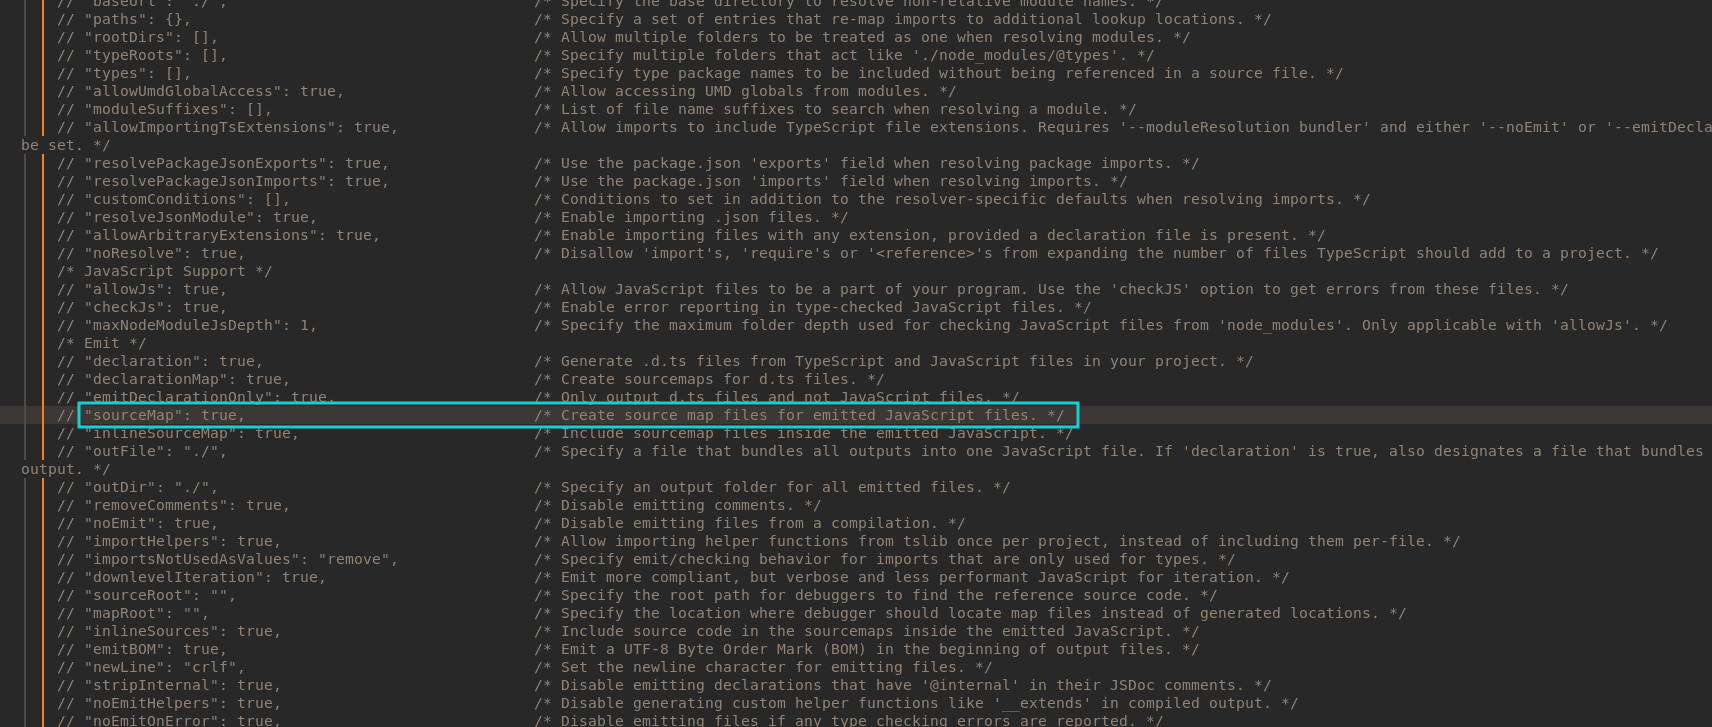 // "baseUrl": "./", /* Specify the base directory to resolve non-relative module names. */
// "paths": {}, /* Specify a set of entries that re-map imports to additional lookup locations. */
// "rootDirs": [], /* Allow multiple folders to be treated as one when resolving modules. */
// "typeRoots": [], /* Specify multiple folders that act like './node_modules/@types'. */
// "types": [], /* Specify type package names to be included without being referenced in a source file. */
// "allowUmdGlobalAccess": true, /* Allow accessing UMD globals from modules. */
// "moduleSuffixes": [], /* List of file name suffixes to search when resolving a module. */
// "allowImportingTsExtensions": true, /* Allow imports to include TypeScript file extensions. Requires '--moduleResolution bundler' and either '--noEmit' or '--emitDecla
be set. */
// "resolvePackageJsonExports": true, /* Use the package.json 'exports' field when resolving package imports. */
// "resolvePackageJsonImports": true, /* Use the package.json 'imports' field when resolving imports. */
// "customConditions": [], /* Conditions to set in addition to the resolver-specific defaults when resolving imports. */
// "resolveJsonModule": true, /* Enable importing .json files. */
// "allowArbitraryExtensions": true, /* Enable importing files with any extension, provided a declaration file is present. */
// "noResolve": true, /* Disallow 'import's, 'require's or '<reference>'s from expanding the number of files TypeScript should add to a project. */
/* JavaScript Support */
// "allowJs": true, /* Allow JavaScript files to be a part of your program. Use the 'checkJS' option to get errors from these files. */
// "checkJs": true, /* Enable error reporting in type-checked JavaScript files. */
// "maxNodeModuleJsDepth": 1, /* Specify the maximum folder depth used for checking JavaScript files from 'node_modules'. Only applicable with 'allowJs'. */
/* Emit */
// "declaration": true, /* Generate .d.ts files from TypeScript and JavaScript files in your project. */
// "declarationMap": true, /* Create sourcemaps for d.ts files. */
// "emitDeclarationOnly": true, /* Only output d.ts files and not JavaScript files. */
// "sourceMap": true, /* Create source map files for emitted JavaScript files. */
// "inlineSourceMap": true, /* Include sourcemap files inside the emitted JavaScript. */
// "outFile": "./", /* Specify a file that bundles all outputs into one JavaScript file. If 'declaration' is true, also designates a file that bundles
output. */
// "outDir": "./", /* Specify an output folder for all emitted files. */
// "removeComments": true, /* Disable emitting comments. */
// "noEmit": true, /* Disable emitting files from a compilation. */
// "importHelpers": true, /* Allow importing helper functions from tslib once per project, instead of including them per-file. */
// "importsNotUsedAsValues": "remove", /* Specify emit/checking behavior for imports that are only used for types. */
// "downlevelIteration": true, /* Emit more compliant, but verbose and less performant JavaScript for iteration. */
// "sourceRoot": "", /* Specify the root path for debuggers to find the reference source code. */
// "mapRoot": "", /* Specify the location where debugger should locate map files instead of generated locations. */
// "inlineSources": true, /* Include source code in the sourcemaps inside the emitted JavaScript. */
// "emitBOM": true, /* Emit a UTF-8 Byte Order Mark (BOM) in the beginning of output files. */
// "newLine": "crlf", /* Set the newline character for emitting files. */
// "stripInternal": true, /* Disable emitting declarations that have '@internal' in their JSDoc comments. */
// "noEmitHelpers": true, /* Disable generating custom helper functions like '__extends' in compiled output. */
// "noEmitOnError": true, /* Disable emitting files if any type checking errors are reported. */